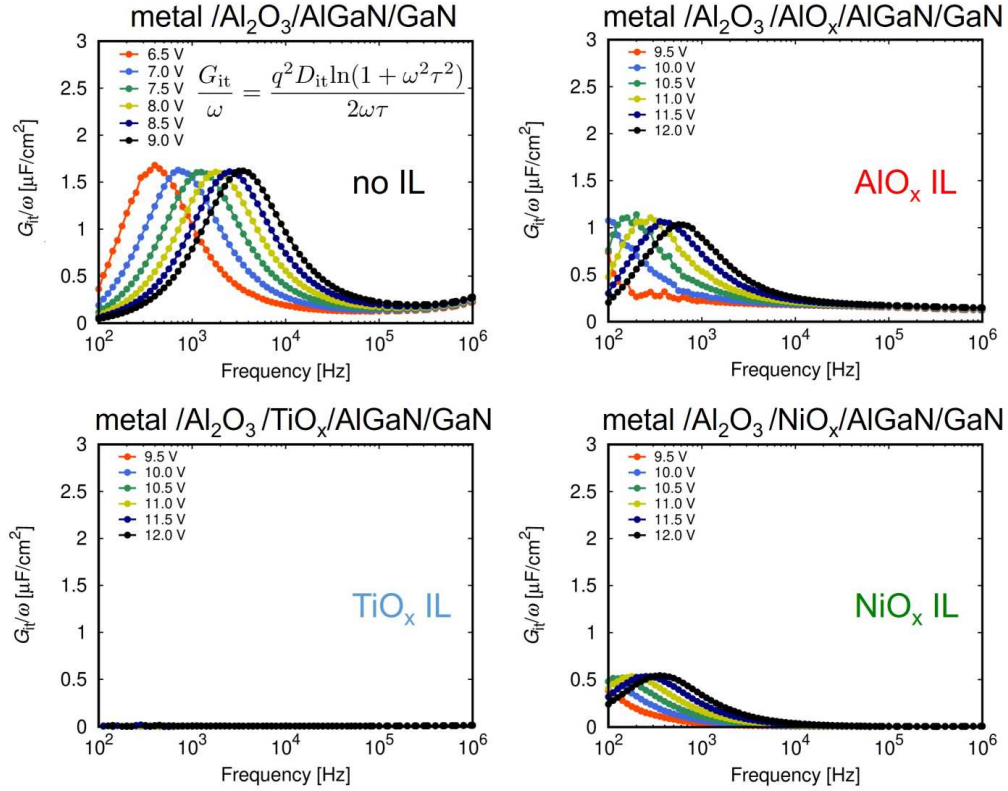 metal /Al₂O₃/AlGaN/GaN
3
2.5
2
1.5
1
0.5
0
G_it/ω [μF/cm²]
6.5 V
7.0 V
7.5 V
8.0 V
8.5 V
9.0 V
G_it/ω = q²D_it ln(1 + ω²τ²)/2ωτ
no IL
10² 10³ 10⁴ 10⁵ 10⁶
Frequency [Hz]
metal /Al₂O₃/AlOₓ/AlGaN/GaN
3
2.5
2
1.5
1
0.5
0
G_it/ω [μF/cm²]
9.5 V
10.0 V
10.5 V
11.0 V
11.5 V
12.0 V
AlOₓ IL
10² 10³ 10⁴ 10⁵ 10⁶
Frequency [Hz]
metal /Al₂O₃ /TiOₓ/AlGaN/GaN
3
2.5
2
1.5
1
0.5
0
G_it/ω [μF/cm²]
9.5 V
10.0 V
10.5 V
11.0 V
11.5 V
12.0 V
TiOₓ IL
10² 10³ 10⁴ 10⁵ 10⁶
Frequency [Hz]
metal /Al₂O₃ /NiOₓ/AlGaN/GaN
3
2.5
2
1.5
1
0.5
0
G_it/ω [μF/cm²]
9.5 V
10.0 V
10.5 V
11.0 V
11.5 V
12.0 V
NiOₓ IL
10² 10³ 10⁴ 10⁵ 10⁶
Frequency [Hz]